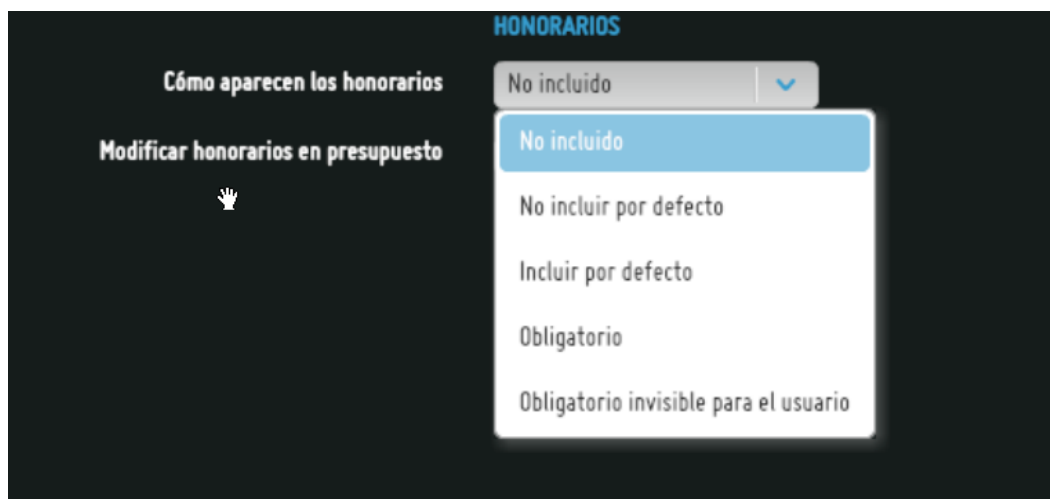 HONORARIOS
Cómo aparecen los honorarios
No incluido
Modificar honorarios en presupuesto
No incluido
No incluir por defecto
Incluir por defecto
Obligatorio
Obligatorio invisible para el usuario